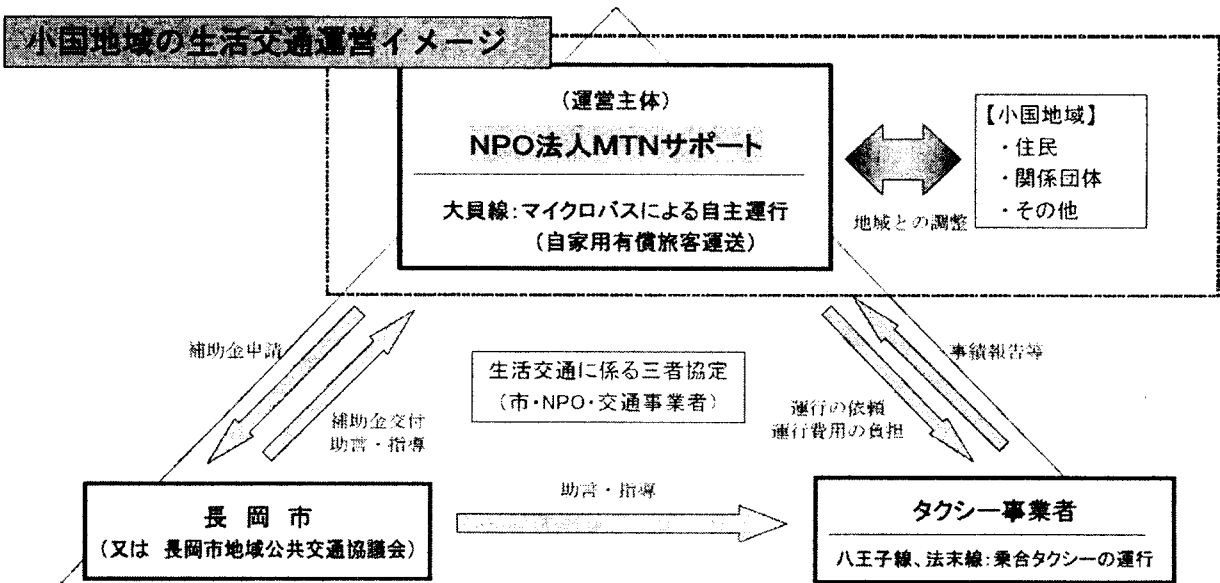 小国地域の生活交通運営イメージ
(運営主体)
NPO法人MTNサポート
大貝線:マイクロバスによる自主運行
(自家用有償旅客運送)
【小国地域】
・住民
・関係団体
・その他
地域との調整
補助金申請
補助金交付
助言・指導
生活交通に係る三者協定
(市・NPO・交通事業者)
事績報告等
運行の依頼
運行費用の負担
長岡市
(又は 長岡市地域公共交通協議会)
助言・指導
タクシー事業者
八王子線、法末線:乗合タクシーの運行